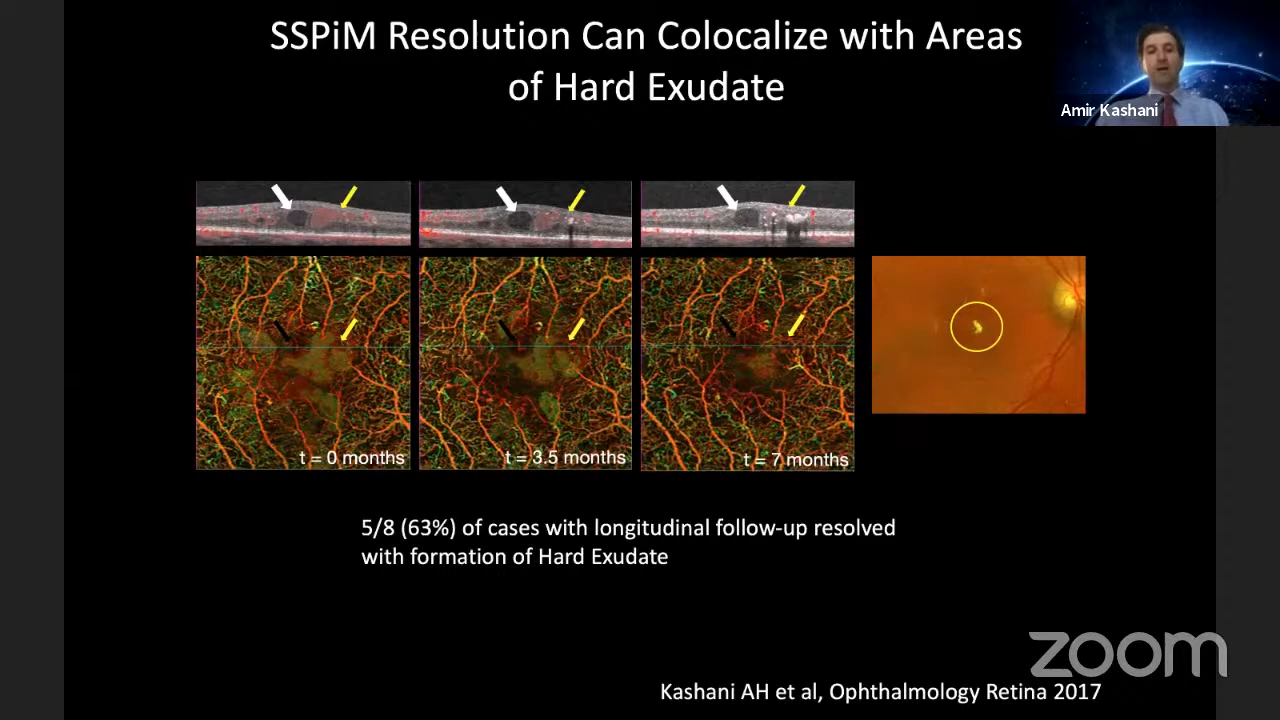 SSPiM Resolution Can Colocalize with Areas
of Hard Exudate
Amir Kashani
t = 0 months
t = 3.5 months
t = 7 months
5/8 (63%) of cases with longitudinal follow-up resolved
with formation of Hard Exudate
zoom
Kashani AH et al, Ophthalmology Retina 2017